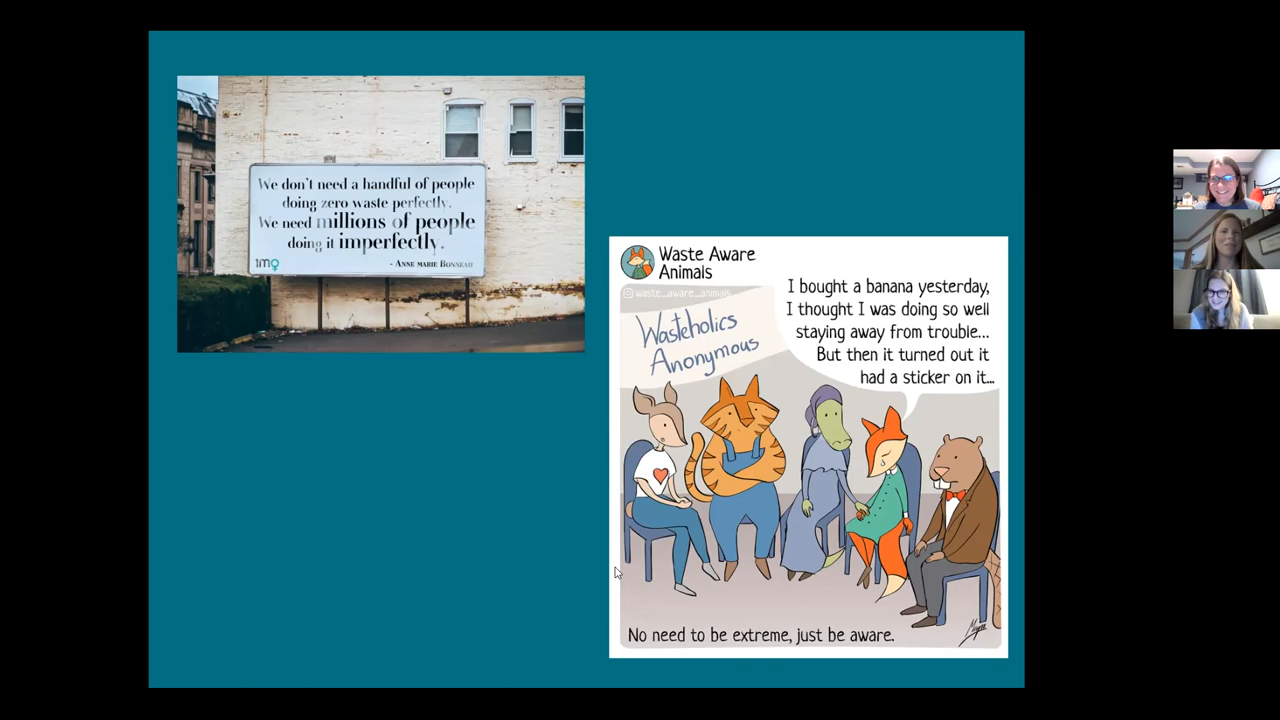 We don't need a handful of people
doing zero waste perfectly.
We need millions of people
doing it imperfectly.
- Anne Marie Bonneau
1mo
Waste Aware
Animals
waste_aware_animals
Wasteholics
Anonymous
I bought a banana yesterday,
I thought I was doing so well
staying away from trouble...
But then it turned out it
had a sticker on it...
No need to be extreme, just be aware.